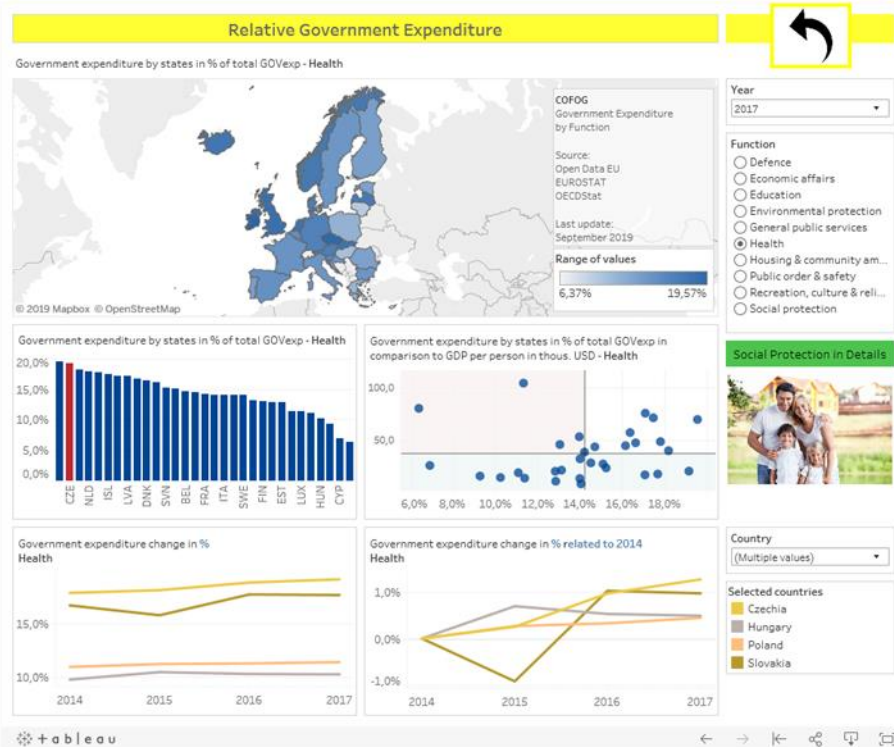 Relative Government Expenditure
Government expenditure by states in % of total GOVexp - Health
COFOG
Government Expenditure
by Function
Source:
Open Data EU
EUROSTAT
OECDStat
Last update:
September 2019
Range of values
6,37% 19,57%
© 2019 Mapbox © OpenStreetMap
Year
2017
Function
Defence
Economic affairs
Education
Environmental protection
General public services
Health
Housing & community am...
Public order & safety
Recreation, culture & reli...
Social protection
Government expenditure by states in % of total GOVexp - Health
20,0%
15,0%
10,0%
5,0%
0,0%
CZE NLD ISL LVA DNK SVN BEL FRA ITA SWE FIN EST LUX HUN CYP
Government expenditure by states in % of total GOVexp in
comparison to GDP per person in thous. USD - Health
100,0
50,0
6,0% 8,0% 10,0% 12,0% 14,0% 16,0% 18,0%
Social Protection in Details
Government expenditure change in %
Health
15,0%
10,0%
2014 2015 2016 2017
Government expenditure change in % related to 2014
Health
1,0%
0,0%
-1,0%
2014 2015 2016 2017
Country
(Multiple values)
Selected countries
Czechia
Hungary
Poland
Slovakia
+ a b l e a u